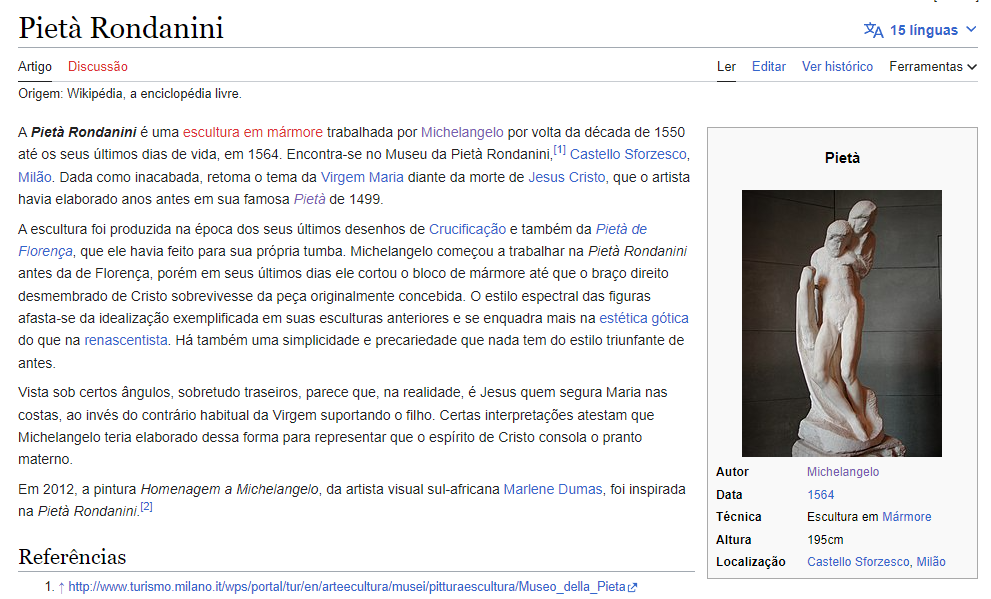 Pietà Rondanini
15 línguas
Artigo Discussão
Ler Editar Ver histórico Ferramentas
Origem: Wikipédia, a enciclopédia livre.
A Pietà Rondanini é uma escultura em mármore trabalhada por Michelangelo por volta da década de 1550
até os seus últimos dias de vida, em 1564. Encontra-se no Museu da Pietà Rondanini,[1] Castello Sforzesco,
Milão. Dada como inacabada, retoma o tema da Virgem Maria diante da morte de Jesus Cristo, que o artista
havia elaborado anos antes em sua famosa Pietà de 1499.
A escultura foi produzida na época dos seus últimos desenhos de Crucificação e também da Pietà de
Florença, que ele havia feito para sua própria tumba. Michelangelo começou a trabalhar na Pietà Rondanini
antes da de Florença, porém em seus últimos dias ele cortou o bloco de mármore até que o braço direito
desmembrado de Cristo sobrevivesse da peça originalmente concebida. O estilo espectral das figuras
afasta-se da idealização exemplificada em suas esculturas anteriores e se enquadra mais na estética gótica
do que na renascentista. Há também uma simplicidade e precariedade que nada tem do estilo triunfante de
antes.
Vista sob certos ângulos, sobretudo traseiros, parece que, na realidade, é Jesus quem segura Maria nas
costas, ao invés do contrário habitual da Virgem suportando o filho. Certas interpretações atestam que
Michelangelo teria elaborado dessa forma para representar que o espírito de Cristo consola o pranto
materno.
Em 2012, a pintura Homenagem a Michelangelo, da artista visual sul-africana Marlene Dumas, foi inspirada
na Pietà Rondanini.[2]
Pietà
Autor Michelangelo
Data 1564
Técnica Escultura em Mármore
Altura 195cm
Localização Castello Sforzesco, Milão
Referências
1. ↑ http://www.turismo.milano.it/wps/portal/tur/en/arteecultura/musei/pitturaescultura/Museo_della_Pieta